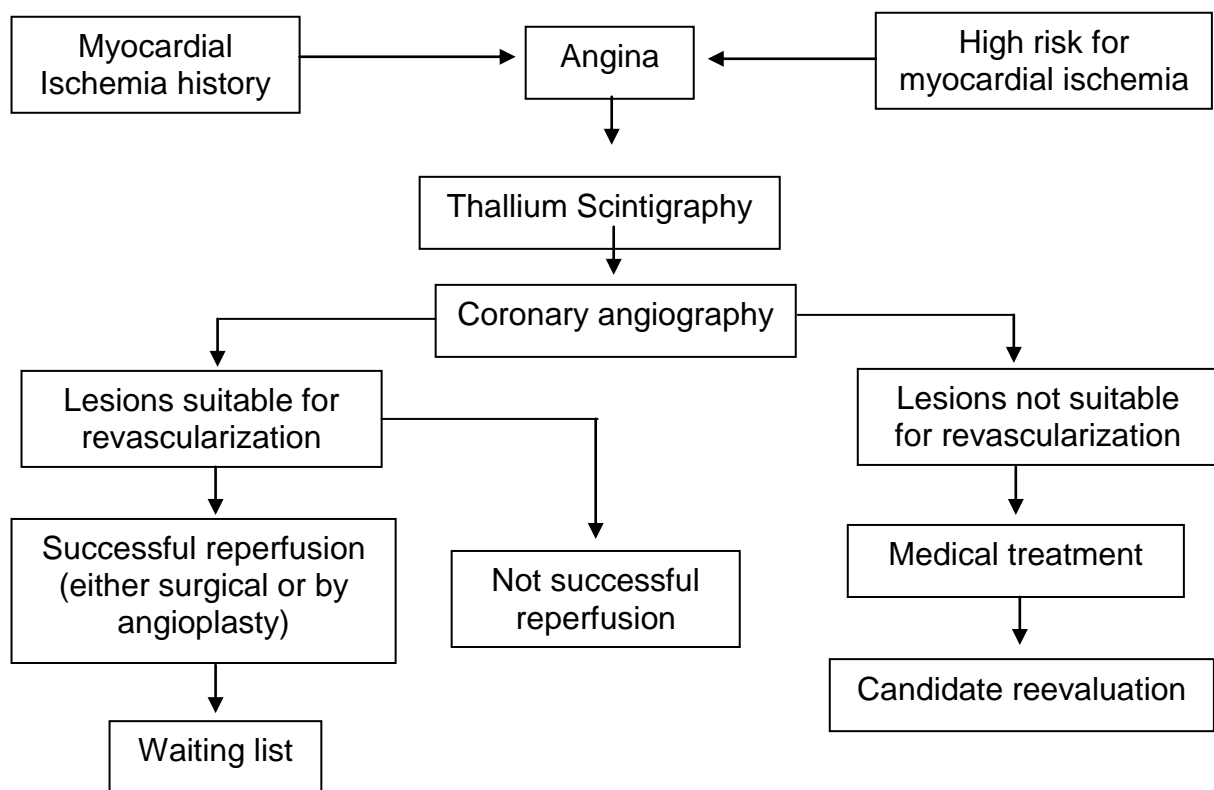 Myocardial
Ischemia history
Angina
High risk for
myocardial ischemia
Thallium Scintigraphy
Coronary angiography
Lesions suitable for
revascularization
Lesions not suitable
for revascularization
Successful reperfusion
(either surgical or by
angioplasty)
Not successful
reperfusion
Medical treatment
Candidate reevaluation
Waiting list